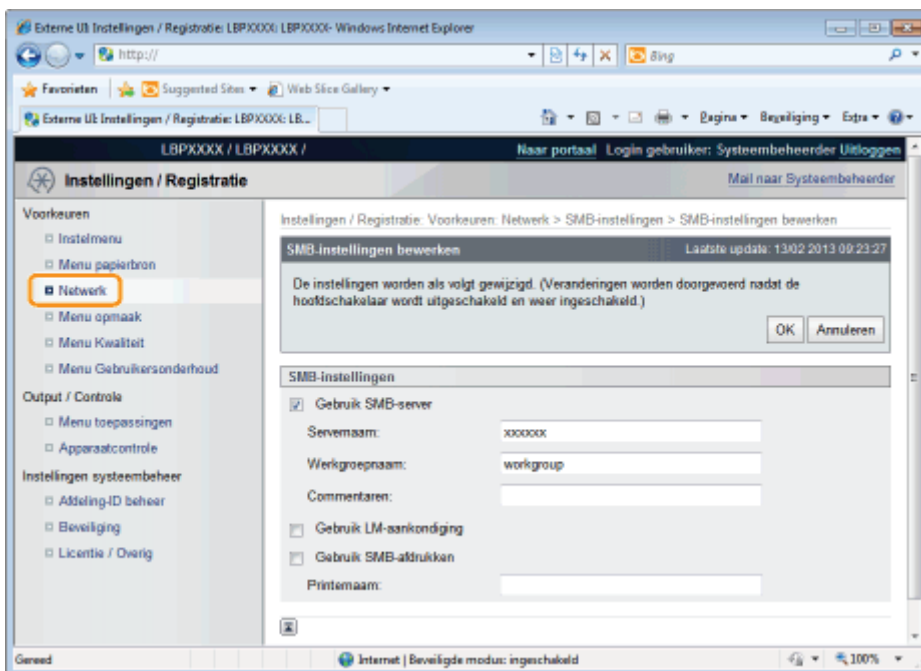 Externe UI: Instellingen / Registratie: LBPXXXX: LBPXXXX- Windows Internet Explorer
http://
Bing
Favorieten
Suggested Sites
Web Slice Gallery
Externe UI: Instellingen / Registratie: LBPXXXX: LB...
Pagina
Beveiliging
Extra
LBPXXXX / LBPXXXX /
Naar portaal Login gebruiker: Systeembeheerder Uitloggen
Instellingen / Registratie
Mail naar Systeembeheerder
Voorkeuren
Instelmenu
Menu papierbron
Netwerk
Menu opmaak
Menu Kwaliteit
Menu Gebruikersonderhoud
Output / Controle
Menu toepassingen
Apparaatcontrole
Instellingen systeembeheer
Afdeling-ID beheer
Beveiliging
Licentie / Overig
Instellingen / Registratie: Voorkeuren: Netwerk > SMB-instellingen > SMB-instellingen bewerken
SMB-instellingen bewerken
Laatste update: 13/02 2013 09:23:27
De instellingen worden als volgt gewijzigd. (Veranderingen worden doorgevoerd nadat de
hoofdschakelaar wordt uitgeschakeld en weer ingeschakeld.)
OK
Annuleren
SMB-instellingen
Gebruik SMB-server
Servernaam: xxxxxx
Werkgroepnaam: workgroup
Commentaren:
Gebruik LM-aankondiging
Gebruik SMB-afdrukken
Printernaam:
Gereed
Internet | Beveiligde modus: ingeschakeld
100%